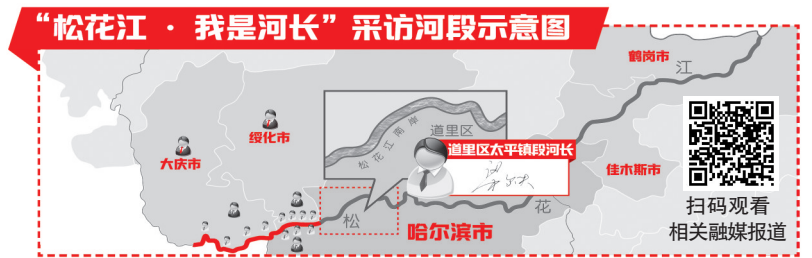 “松花江 · 我是河长”采访河段示意图
鹤岗市
江
绥化市
大庆市
道里区
松花江南岸
道里区太平镇段河长
佳木斯市
松
花
哈尔滨市
扫码观看
相关融媒报道